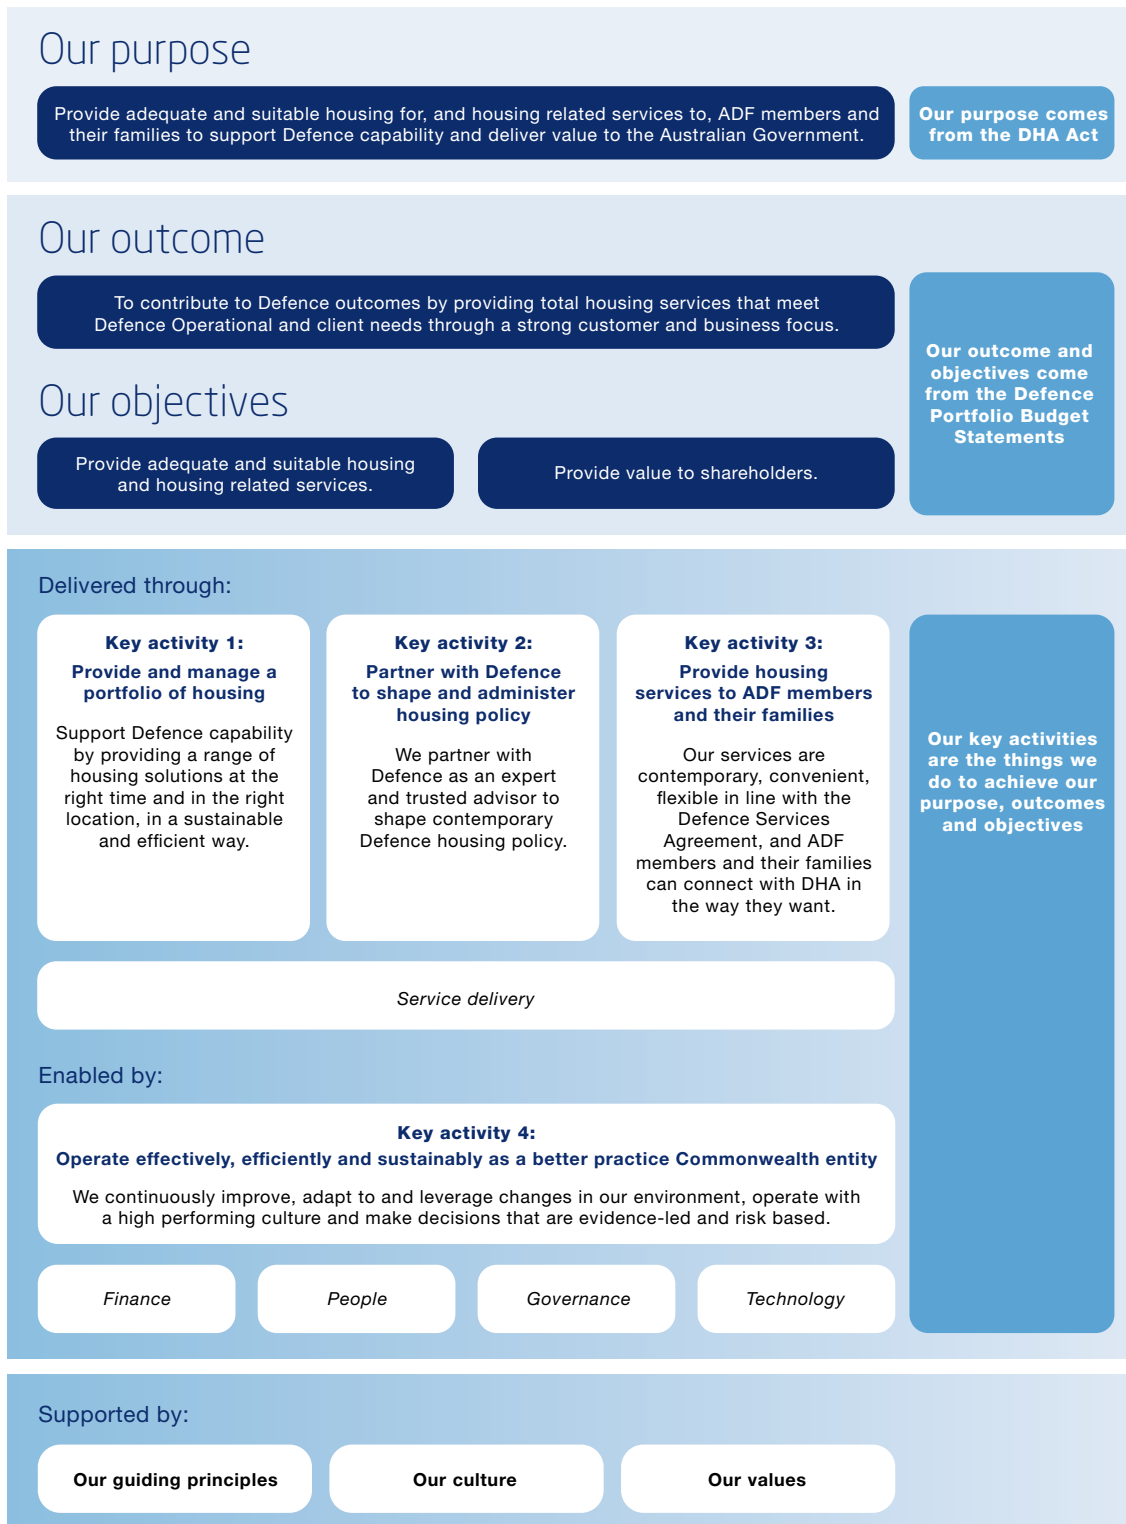 Our purpose
Provide adequate and suitable housing for, and housing related services to, ADF members and
their families to support Defence capability and deliver value to the Australian Government.
Our purpose comes
from the DHA Act
Our outcome
To contribute to Defence outcomes by providing total housing services that meet
Defence Operational and client needs through a strong customer and business focus.
Our objectives
Provide adequate and suitable housing
and housing related services.
Provide value to shareholders.
Our outcome and
objectives come
from the Defence
Portfolio Budget
Statements
Delivered through:
Key activity 1:
Provide and manage a
portfolio of housing
Support Defence capability
by providing a range of
housing solutions at the
right time and in the right
location, in a sustainable
and efficient way.
Key activity 2:
Partner with Defence
to shape and administer
housing policy
We partner with
Defence as an expert
and trusted advisor to
shape contemporary
Defence housing policy.
Key activity 3:
Provide housing
services to ADF members
and their families
Our services are
contemporary, convenient,
flexible in line with the
Defence Services
Agreement, and ADF
members and their families
can connect with DHA in
the way they want.
Our key activities
are the things we
do to achieve our
purpose, outcomes
and objectives
Service delivery
Enabled by:
Key activity 4:
Operate effectively, efficiently and sustainably as a better practice Commonwealth entity
We continuously improve, adapt to and leverage changes in our environment, operate with
a high performing culture and make decisions that are evidence-led and risk based.
Finance
People
Governance
Technology
Supported by:
Our guiding principles
Our culture
Our values